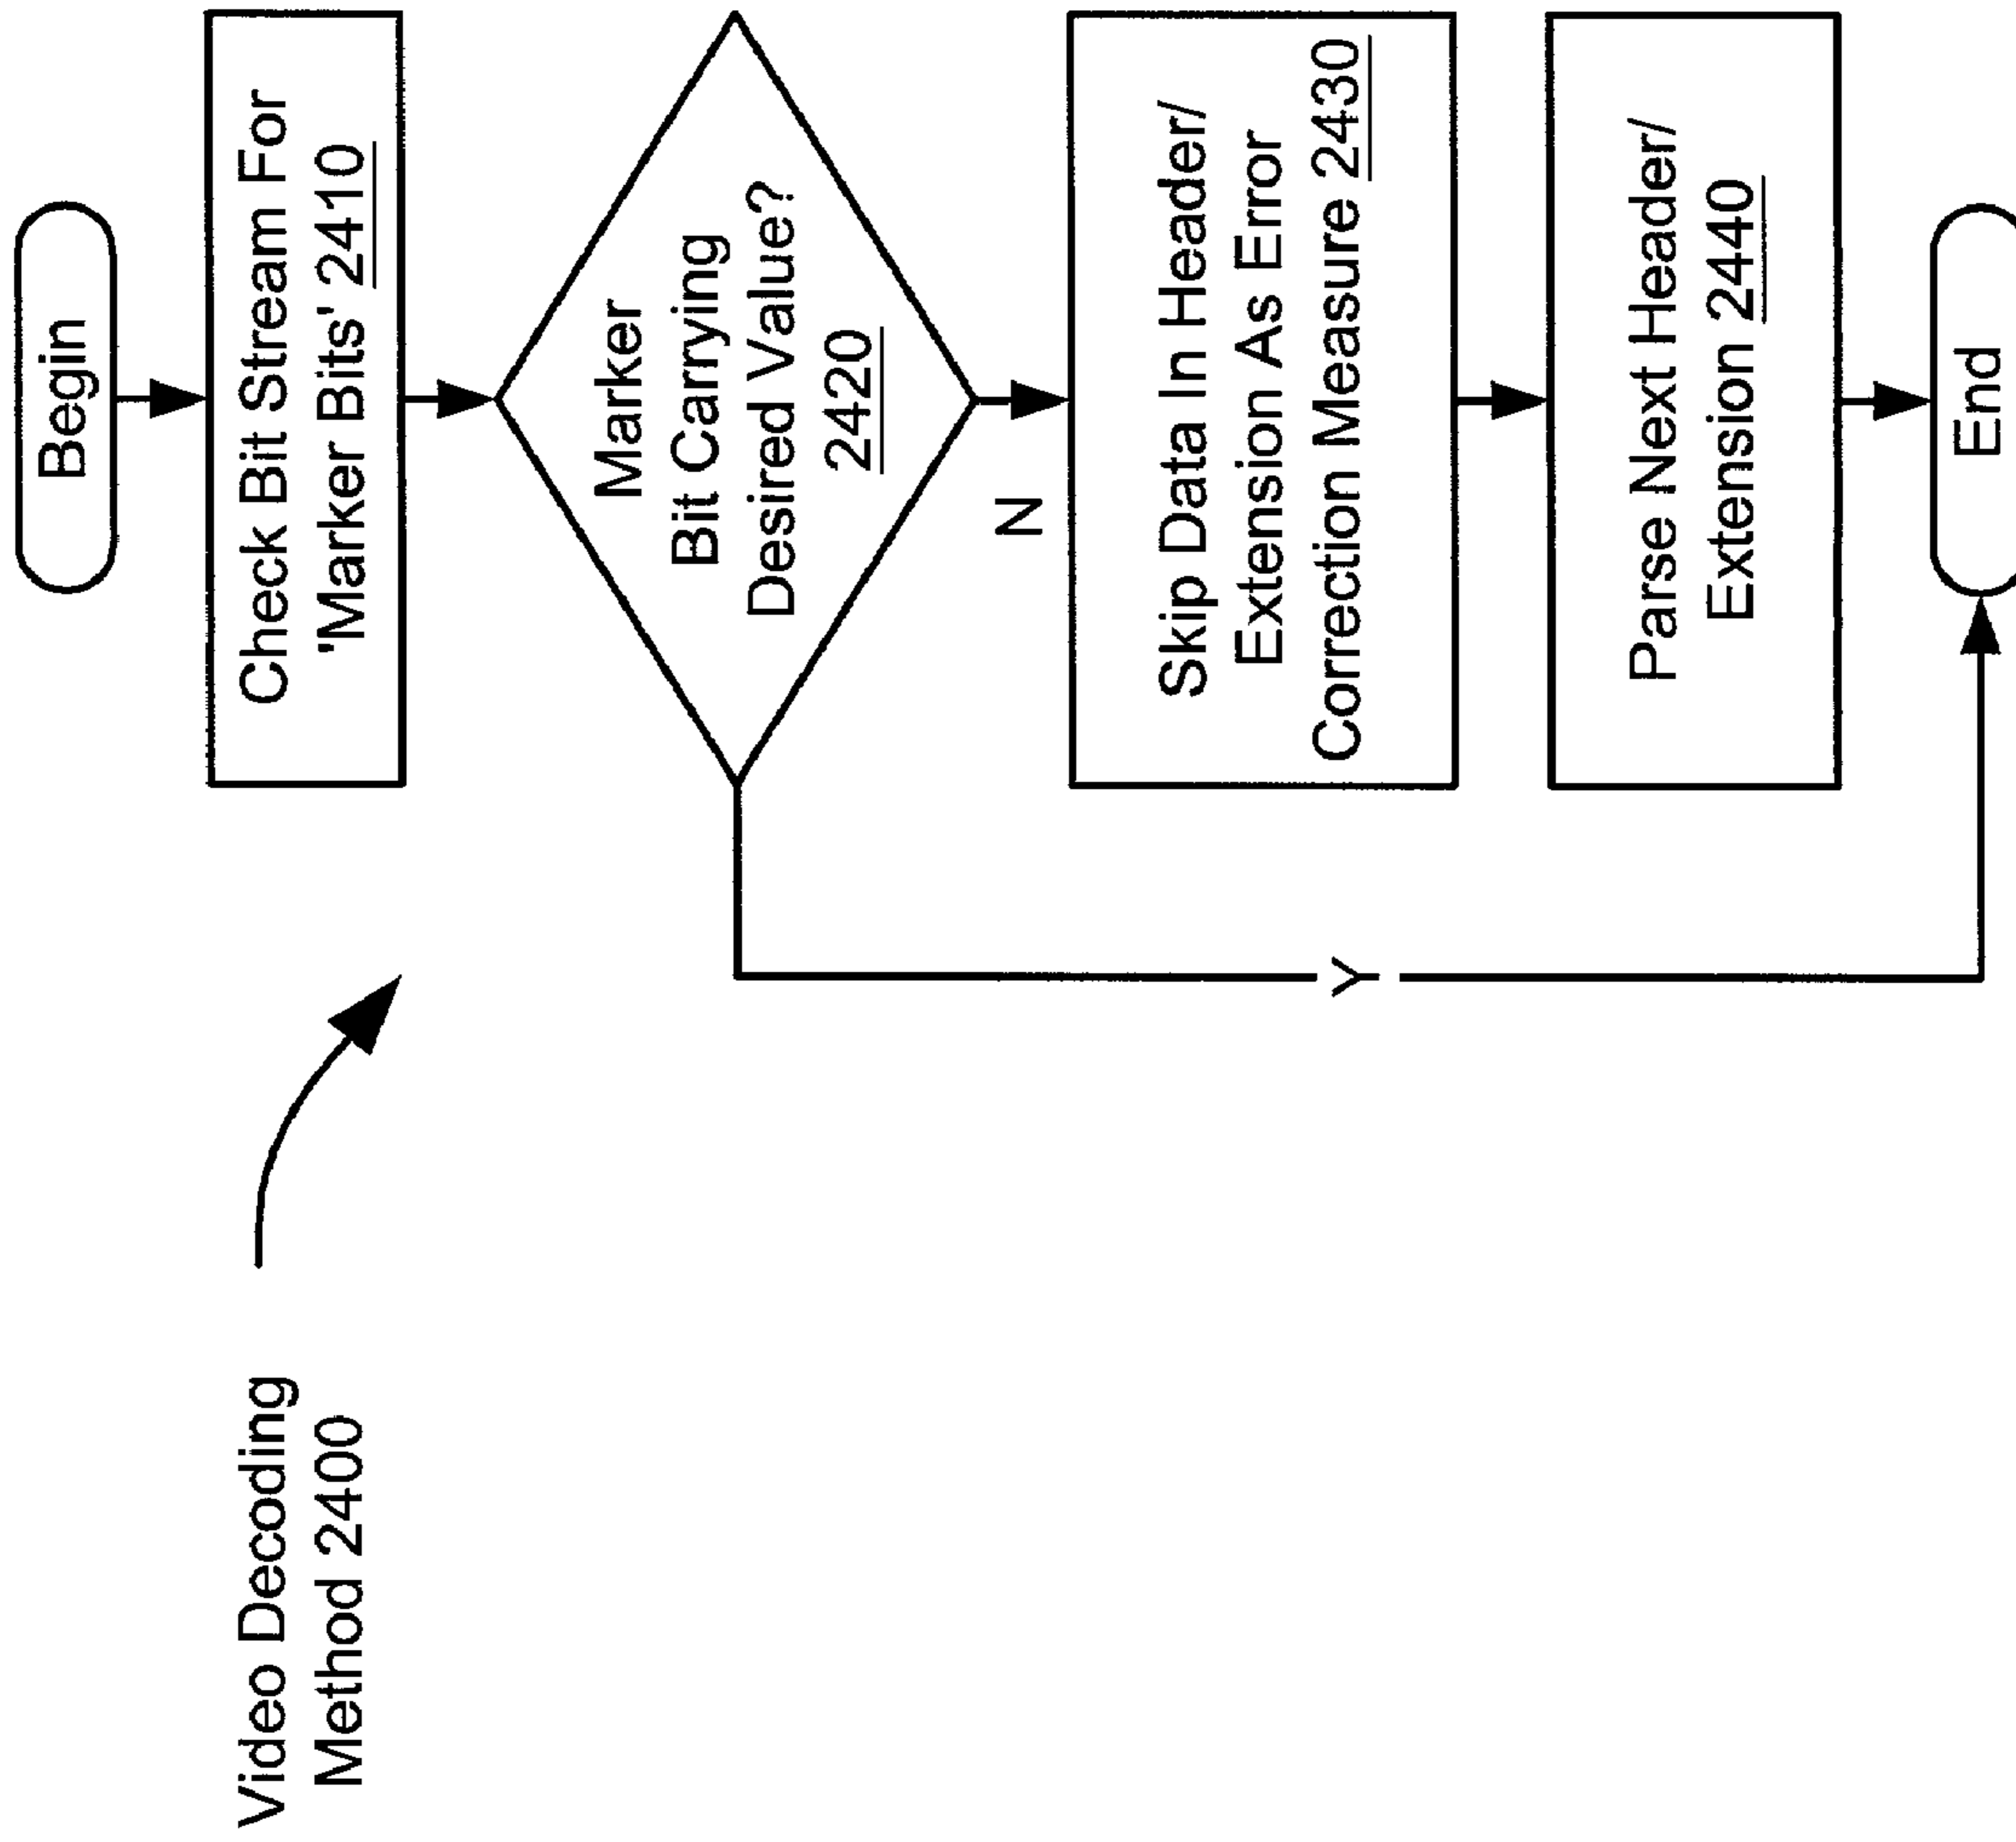 Video Decoding
Method 2400
Begin
Check Bit Stream For
'Marker Bits' 2410
Marker
Bit Carrying
Desired Value?
2420
N
Y
Skip Data In Header/
Extension As Error
Correction Measure 2430
Parse Next Header/
Extension 2440
End